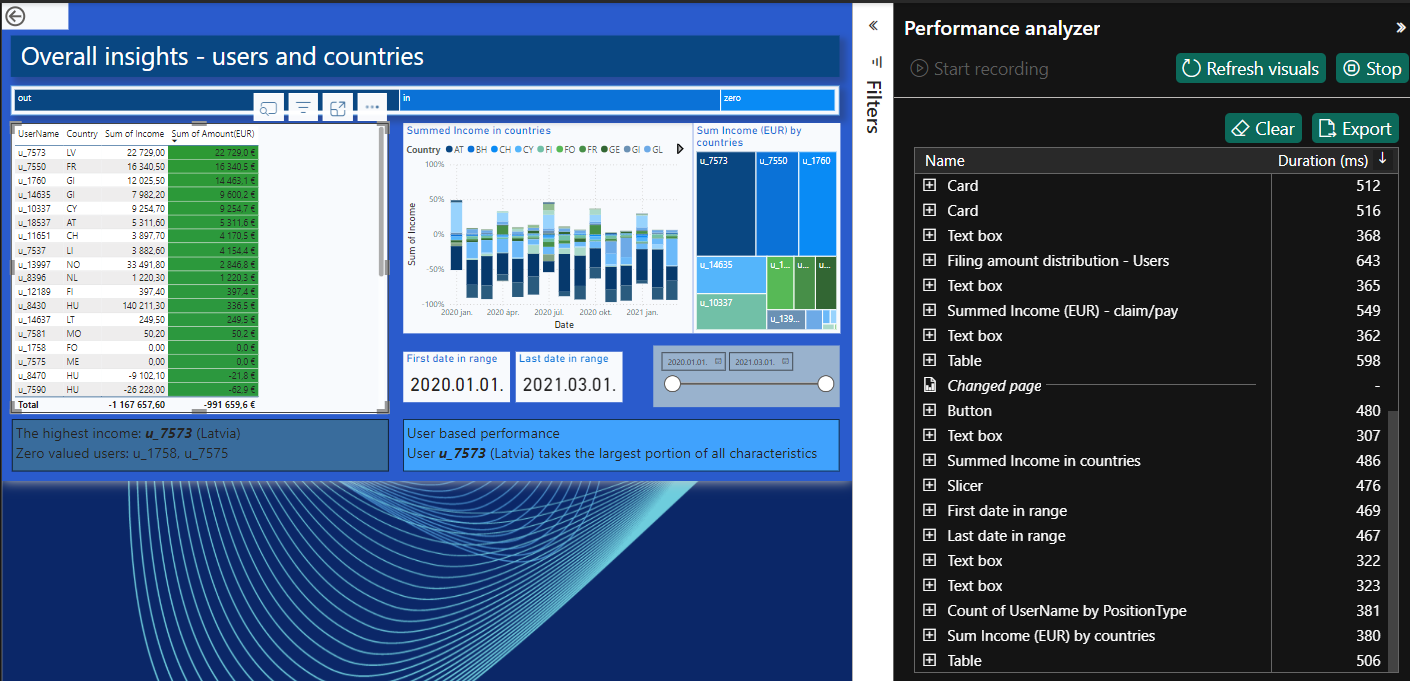 Overall insights - users and countries
out
in
zero
UserName Country Sum of Income Sum of Amount(EUR)
u_7573 LV 22 729,00 22 729,0 €
u_7550 FR 16 340,50 16 340,5 €
u_1760 GI 12 025,50 14 463,1 €
u_14635 GI 7 982,20 9 600,2 €
u_10337 CY 9 254,70 9 254,7 €
u_18537 AT 5 311,60 5 311,6 €
u_11651 CH 3 897,70 4 170,5 €
u_7537 LI 3 882,60 4 154,4 €
u_13997 NO 33 491,80 2 846,8 €
u_8396 NL 1 220,30 1 220,3 €
u_12189 FI 397,40 397,4 €
u_8430 HU 140 211,30 336,5 €
u_14637 LT 249,50 249,5 €
u_7581 MO 50,20 50,2 €
u_1758 FO 0,00 0,0 €
u_7575 ME 0,00 0,0 €
u_8470 HU -9 102,10 -21,8 €
u_7590 HU -26 228,00 -62,9 €
Total -1 167 657,60 -991 659,6 €
The highest income: u_7573 (Latvia)
Zero valued users: u_1758, u_7575
Summed Income in countries
Country AT BH CH CY FI FO FR GE GI GL
Sum of Income
100%
50%
0%
-50%
-100%
2020 jan. 2020 ápr. 2020 júl. 2020 okt. 2021 jan.
Date
Sum Income (EUR) by
countries
u_7573
u_7550
u_1760
u_14635
u_1...
u...
u...
u_10337
u_139...
First date in range
2020.01.01.
Last date in range
2021.03.01.
2020.01.01.
2021.03.01.
User based performance
User u_7573 (Latvia) takes the largest portion of all characteristics
Filters
Performance analyzer
Start recording
Refresh visuals
Stop
Clear
Export
Name Duration (ms)
Card 512
Card 516
Text box 368
Filing amount distribution - Users 643
Text box 365
Summed Income (EUR) - claim/pay 549
Text box 362
Table 598
Changed page -
Button 480
Text box 307
Summed Income in countries 486
Slicer 476
First date in range 469
Last date in range 467
Text box 322
Text box 323
Count of UserName by PositionType 381
Sum Income (EUR) by countries 380
Table 506